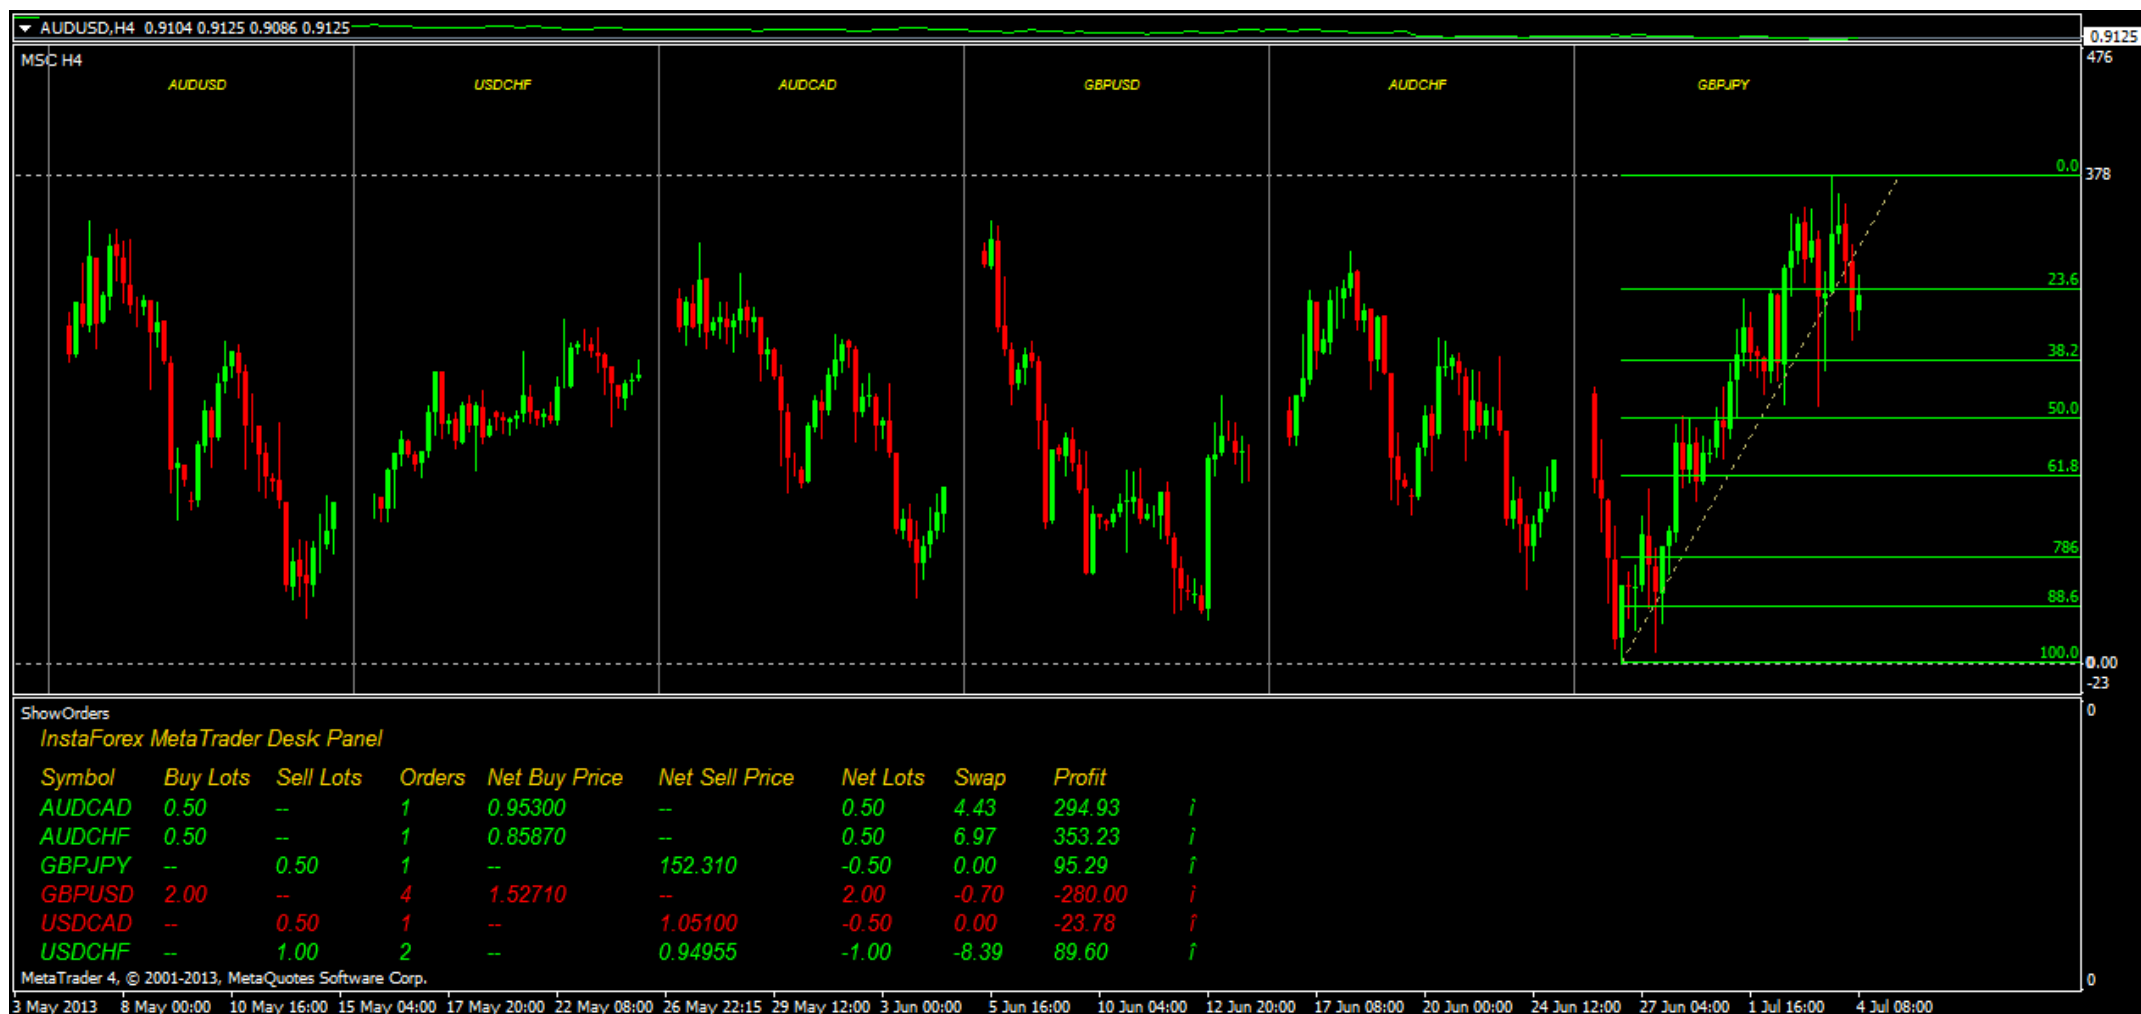 AUDUSD,H4 0.9104 0.9125 0.9086 0.9125
0.9125
MSC H4
476
AUDUSD USDCHF AUDCAD GBPUSD AUDCHF GBPJPY
0.0
378
23.6
38.2
50.0
61.8
786
88.6
100.0
0.00
-23
ShowOrders
0
InstaForex MetaTrader Desk Panel
Symbol Buy Lots Sell Lots Orders Net Buy Price Net Sell Price Net Lots Swap Profit
AUDCAD 0.50 -- 1 0.95300 -- 0.50 4.43 294.93 î
AUDCHF 0.50 -- 1 0.85870 -- 0.50 6.97 353.23 î
GBPJPY -- 0.50 1 -- 152.310 -0.50 0.00 95.29 î
GBPUSD 2.00 -- 4 1.52710 -- 2.00 -0.70 -280.00 î
USDCAD -- 0.50 1 -- 1.05100 -0.50 0.00 -23.78 î
USDCHF -- 1.00 2 -- 0.94955 -1.00 -8.39 89.60 î
MetaTrader 4, © 2001-2013, MetaQuotes Software Corp.
0
3 May 2013 8 May 00:00 10 May 16:00 15 May 04:00 17 May 20:00 22 May 08:00 26 May 22:15 29 May 12:00 3 Jun 00:00 5 Jun 16:00 10 Jun 04:00 12 Jun 20:00 17 Jun 08:00 20 Jun 00:00 24 Jun 12:00 27 Jun 04:00 1 Jul 16:00 4 Jul 08:00